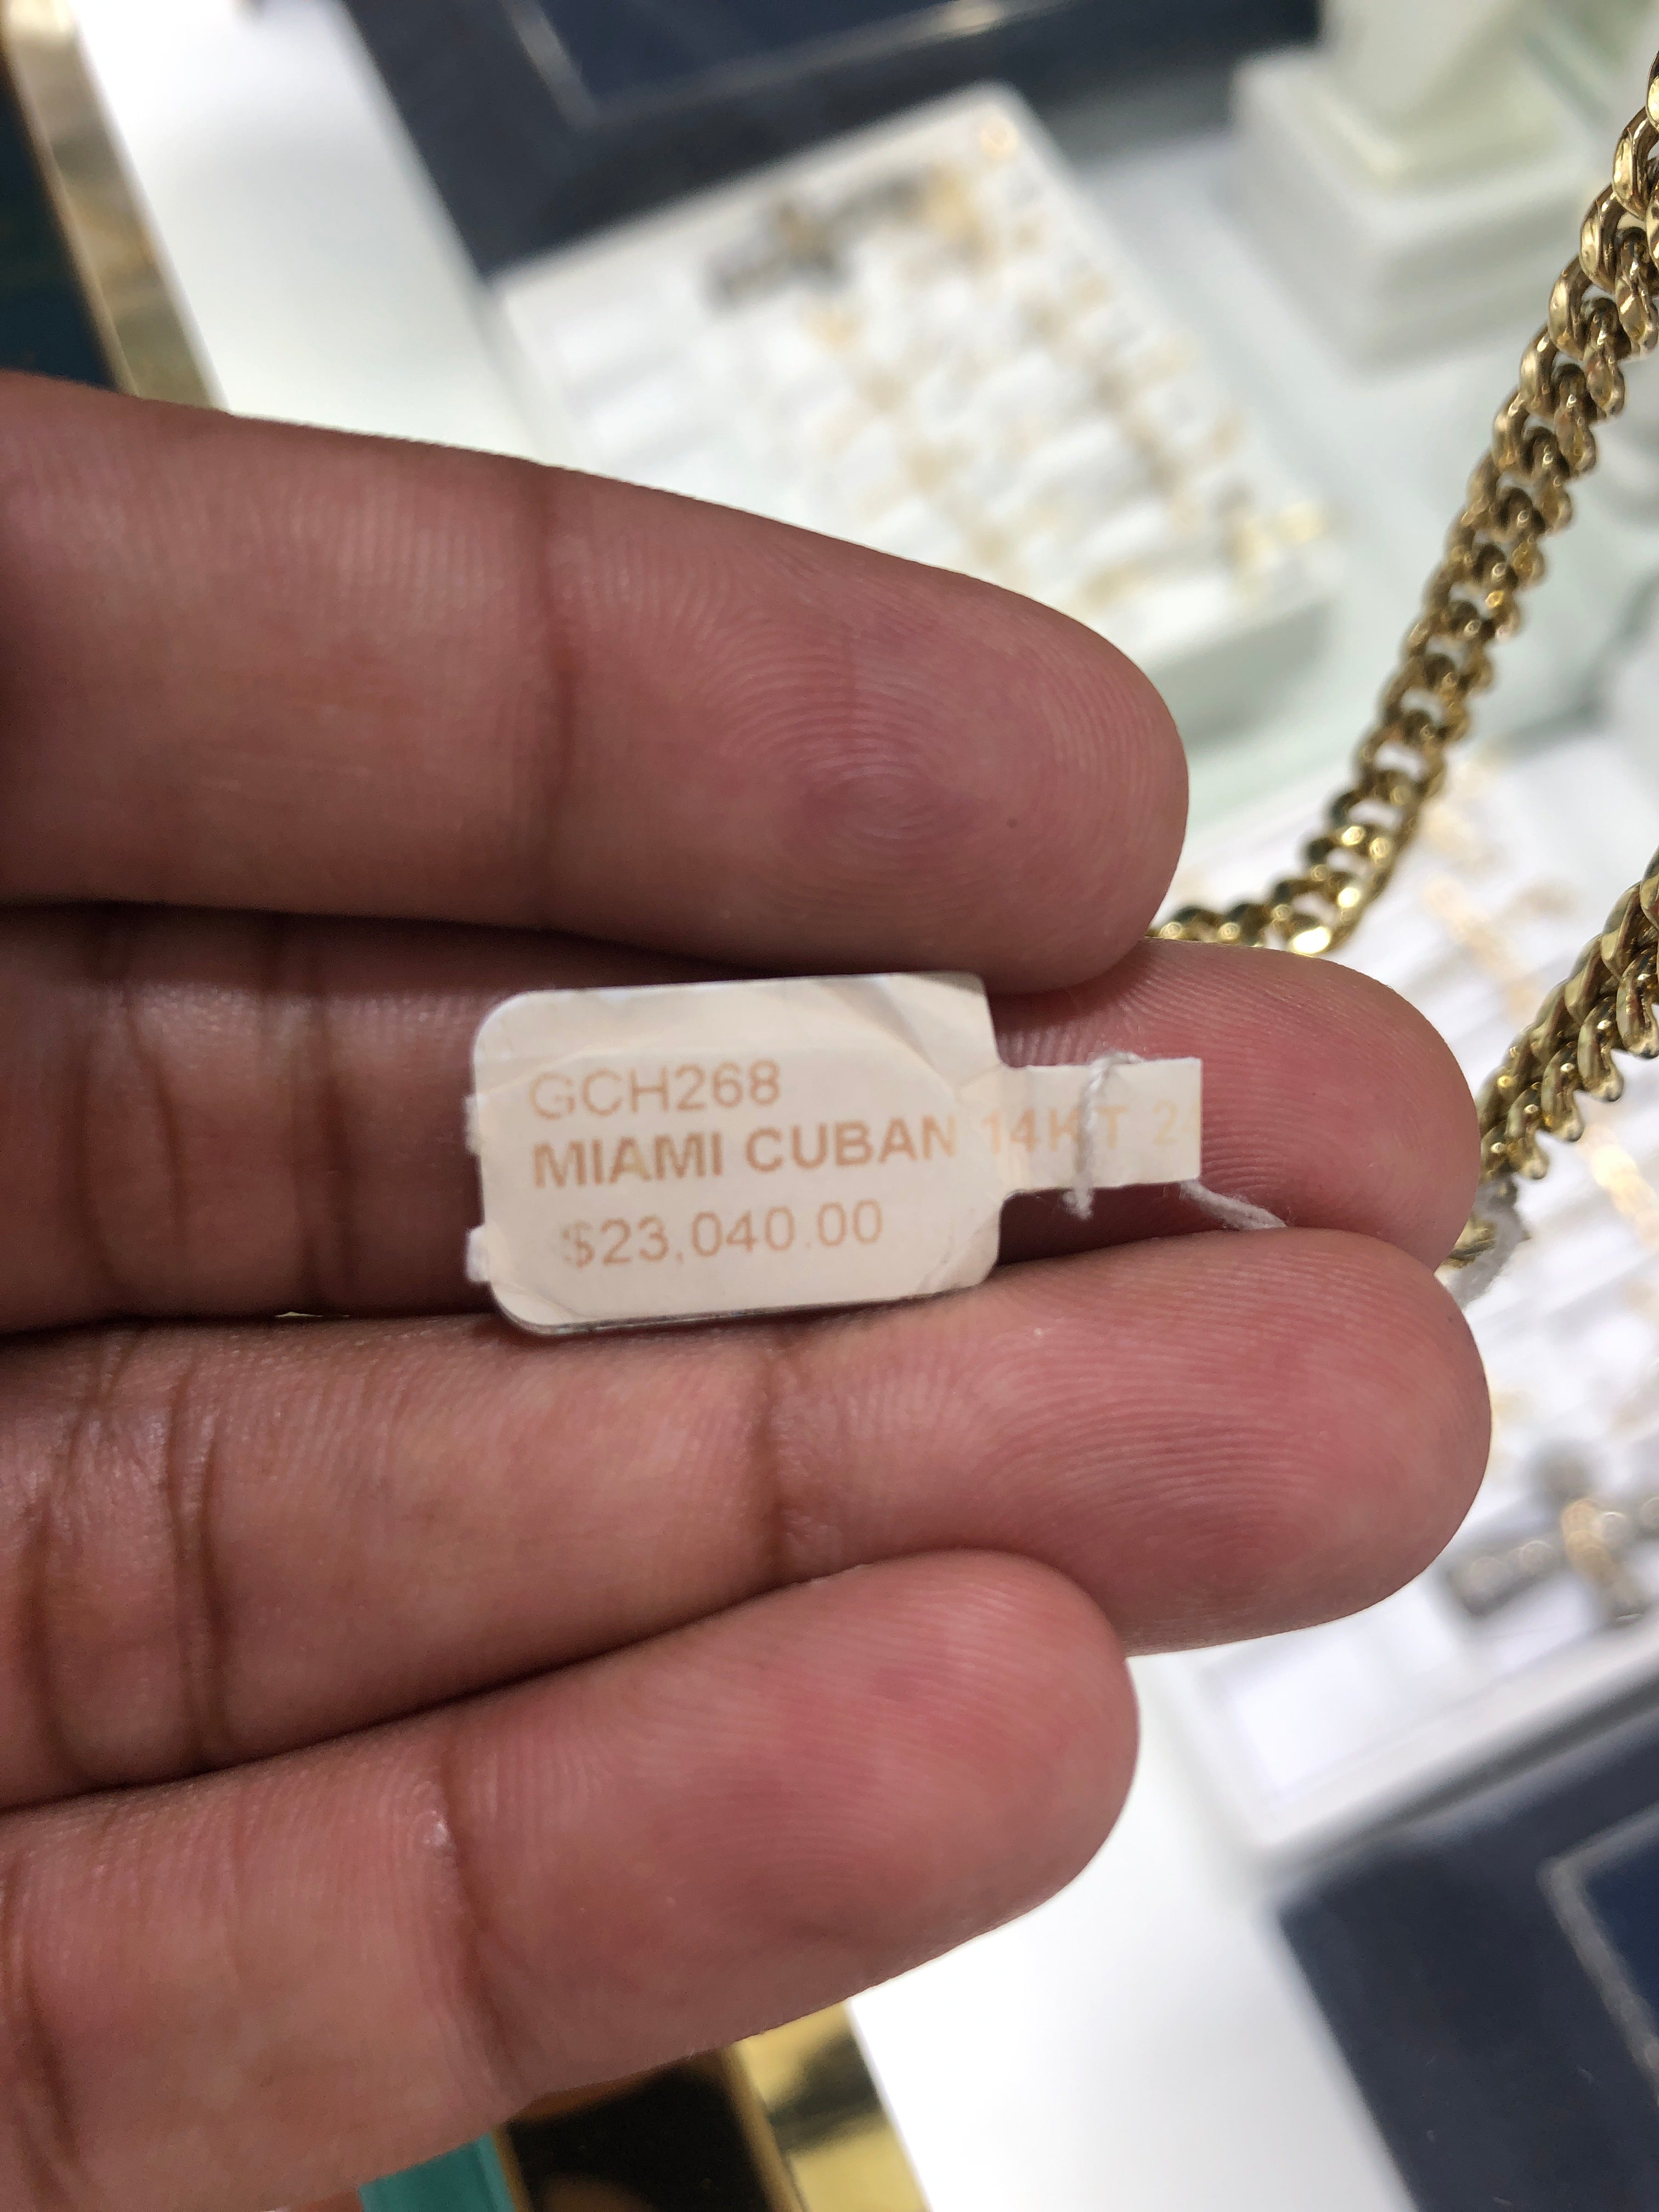 GCH268
MIAMI CUBAN 14KT
$23,040.00